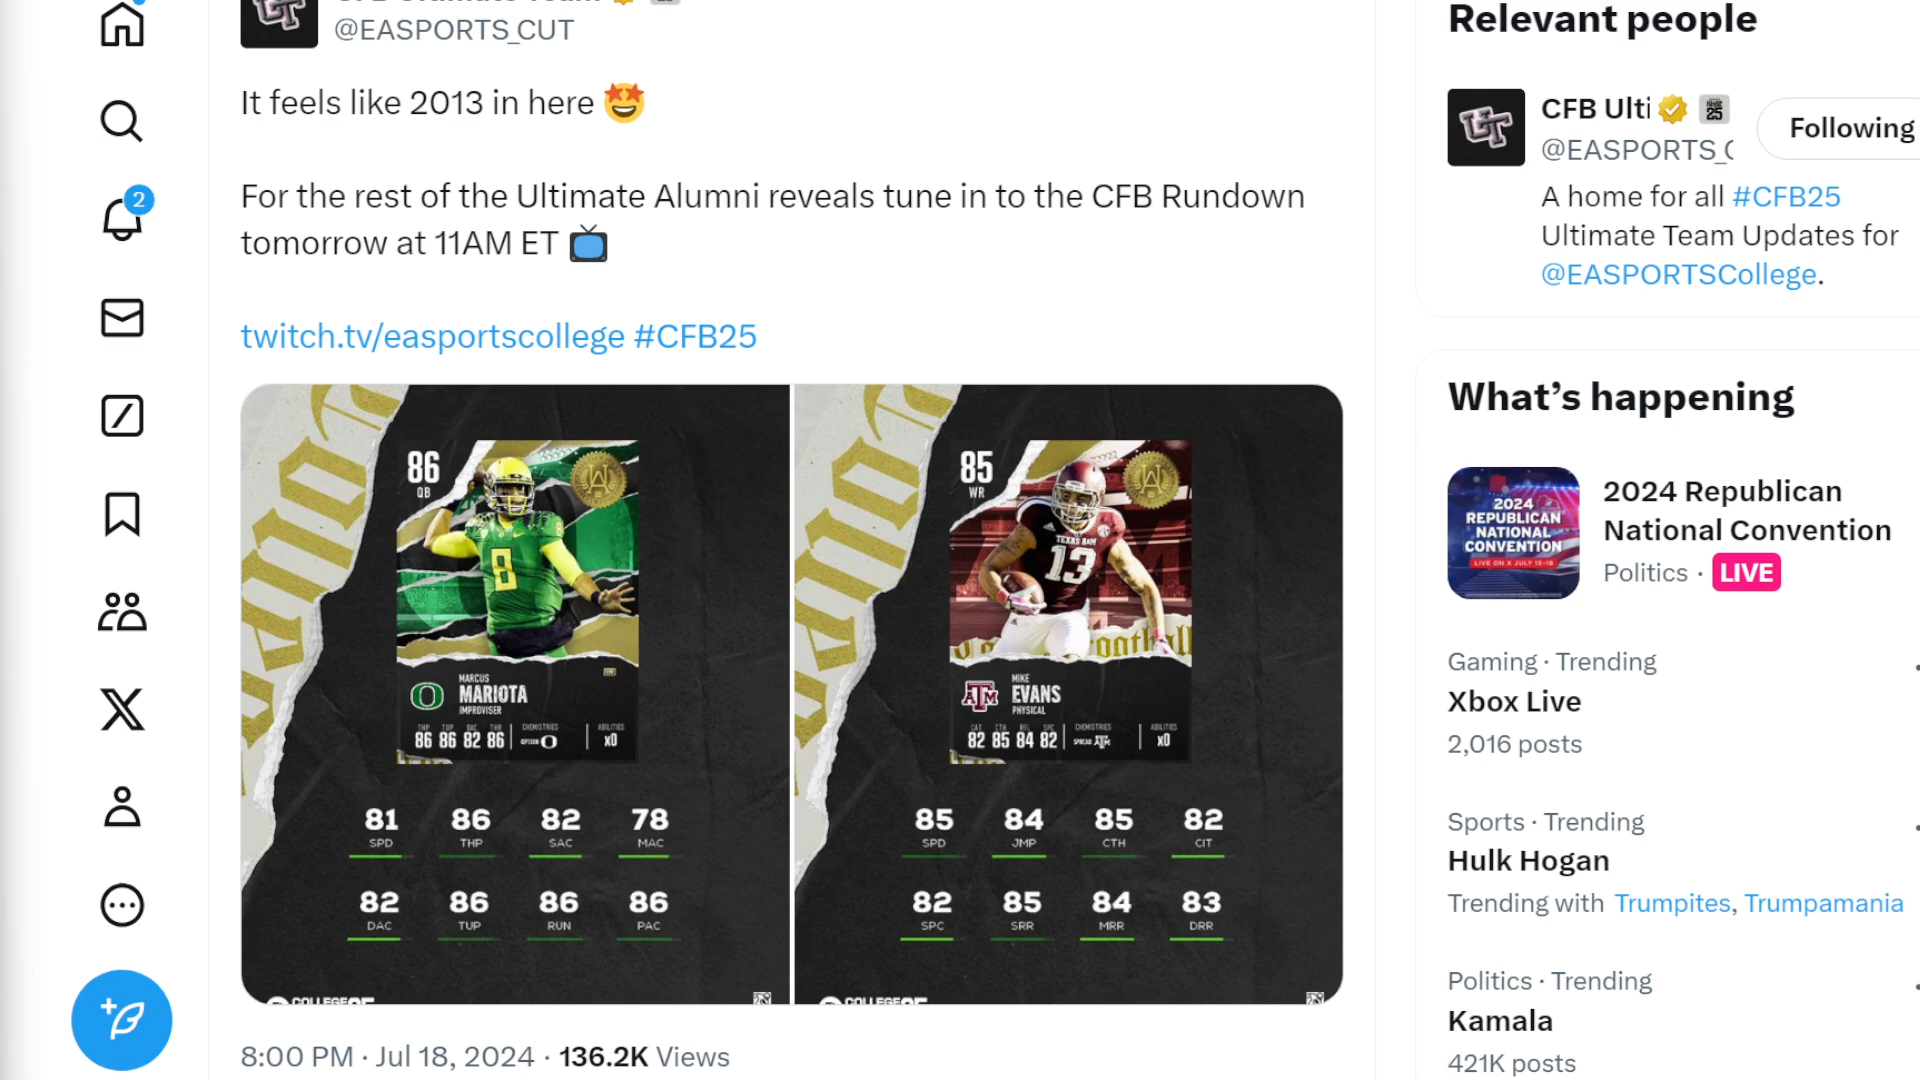 @EASPORTS_CUT
It feels like 2013 in here
For the rest of the Ultimate Alumni reveals tune in to the CFB Rundown
tomorrow at 11AM ET
twitch.tv/easportscollege #CFB25
86
QB
8
MARCUS
MARIOTA
IMPROVISER
THP TUP DAC THR
86 86 82 86
CHEMISTRIES
OPTION
ABILITIES
x0
81 86 82 78
SPD THP SAC MAC
82 86 86 86
DAC TUP RUN PAC
85
WR
TEXAS A&M
13
football
MIKE
EVANS
PHYSICAL
CTH REL SPC
82 85 84 82
CHEMISTRIES
SPREAD ATM
ABILITIES
x0
85 84 85 82
SPD JMP CTH CIT
82 85 84 83
SPC SRR MRR DRR
8:00 PM · Jul 18, 2024 · 136.2K Views
2
Relevant people
CFB Ulti
25
@EASPORTS_C
Following
A home for all #CFB25
Ultimate Team Updates for
@EASPORTSCollege.
What's happening
2024
REPUBLICAN
NATIONAL
CONVENTION
LIVE ON X JULY 15-18
2024 Republican
National Convention
Politics · LIVE
Gaming · Trending
Xbox Live
2,016 posts
Sports · Trending
Hulk Hogan
Trending with Trumpites, Trumpamania
Politics · Trending
Kamala
421K posts